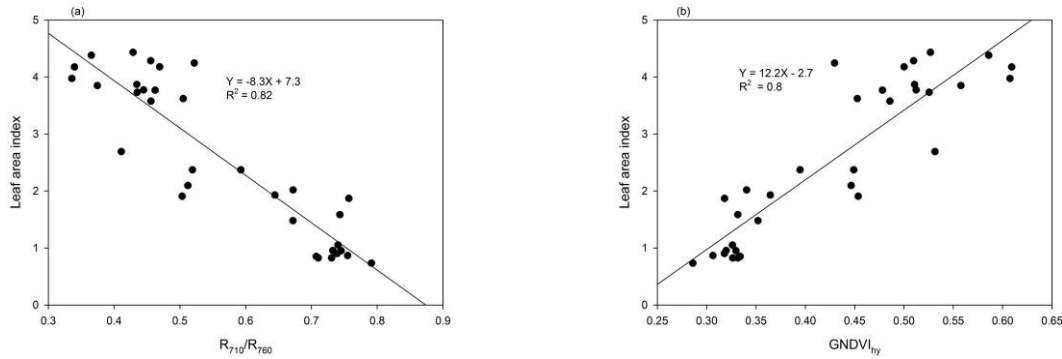 (a)
5
4
3
2
1
0
Leaf area index
Y = -8.3X + 7.3
R² = 0.82
0.3 0.4 0.5 0.6 0.7 0.8 0.9
R₇₁₀/R₇₆₀
(b)
5
4
3
2
1
0
Leaf area index
Y = 12.2X - 2.7
R² = 0.8
0.25 0.30 0.35 0.40 0.45 0.50 0.55 0.60 0.65
GNDVI_hy